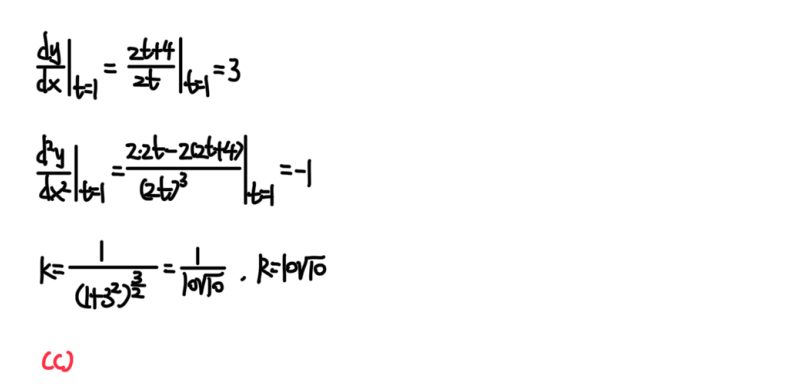 dy/dx|t=1 = 2t+4/2t|t=1 = 3
d²y/dx²|t=1 = 2·2t-2(2t+4)/(2t)³|t=1 = -1
k = 1/(1+3²)^(3/2) = 1/10√10 . R=10√10
(C)